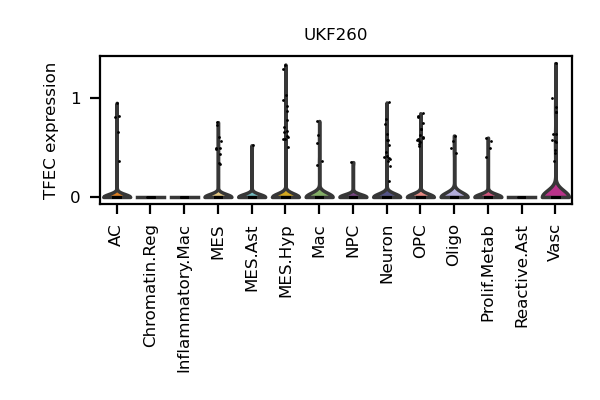 UKF260
TFEC expression
1
0
AC
Chromatin.Reg
Inflammatory.Mac
MES
MES.Ast
MES.Hyp
Mac
NPC
Neuron
OPC
Oligo
Prolif.Metab
Reactive.Ast
Vasc